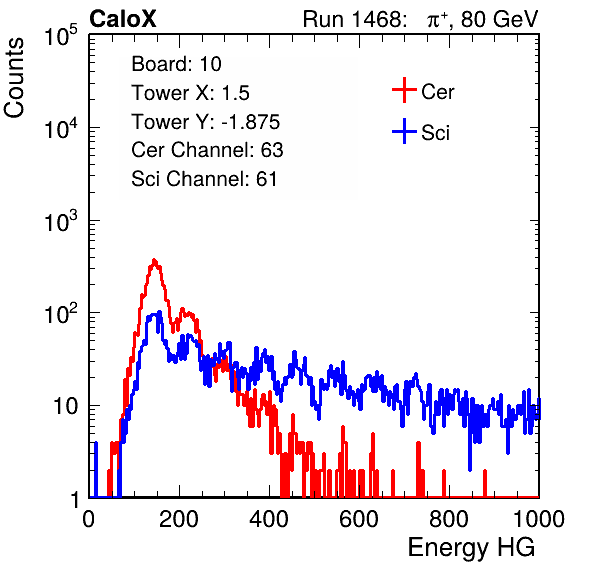 CaloX Run 1468: π⁺, 80 GeV
Counts
10⁵
10⁴
10³
10²
10
1
Board: 10
Tower X: 1.5
Tower Y: -1.875
Cer Channel: 63
Sci Channel: 61
Cer
Sci
0 200 400 600 800 1000
Energy HG